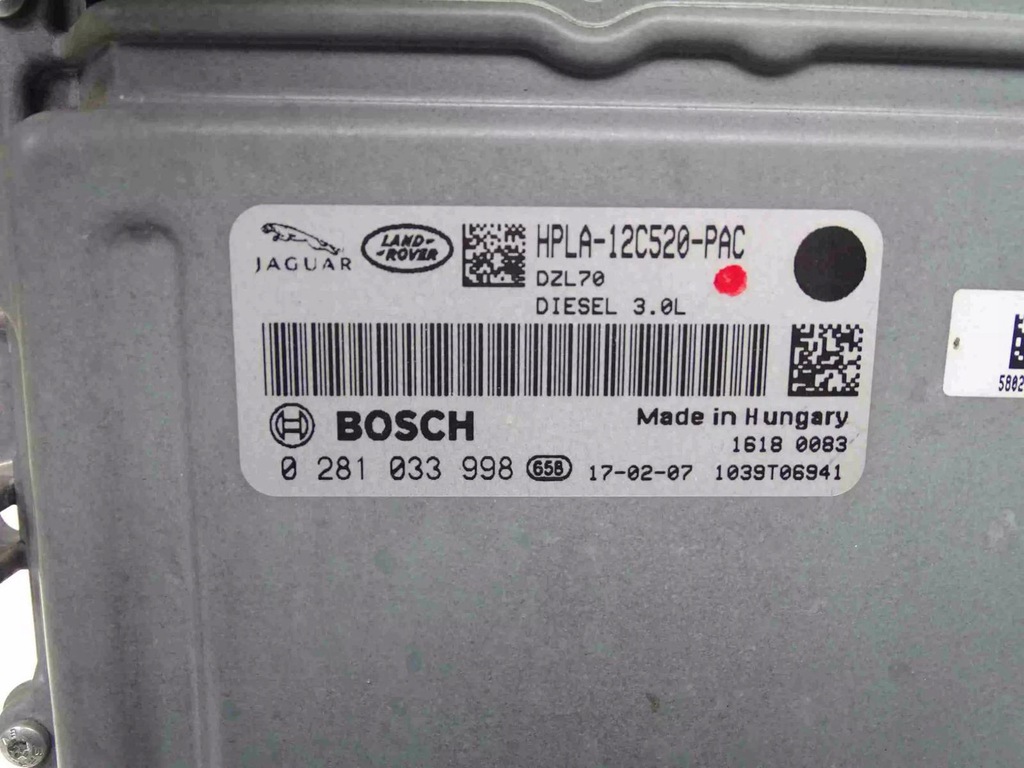 JAGUAR
LAND-
-ROVER
HPLA-12C520-PAC
DZL70
DIESEL 3.0L
BOSCH
Made in Hungary
1618 0083
0 281 033 998 658 17-02-07 1039T06941
5802